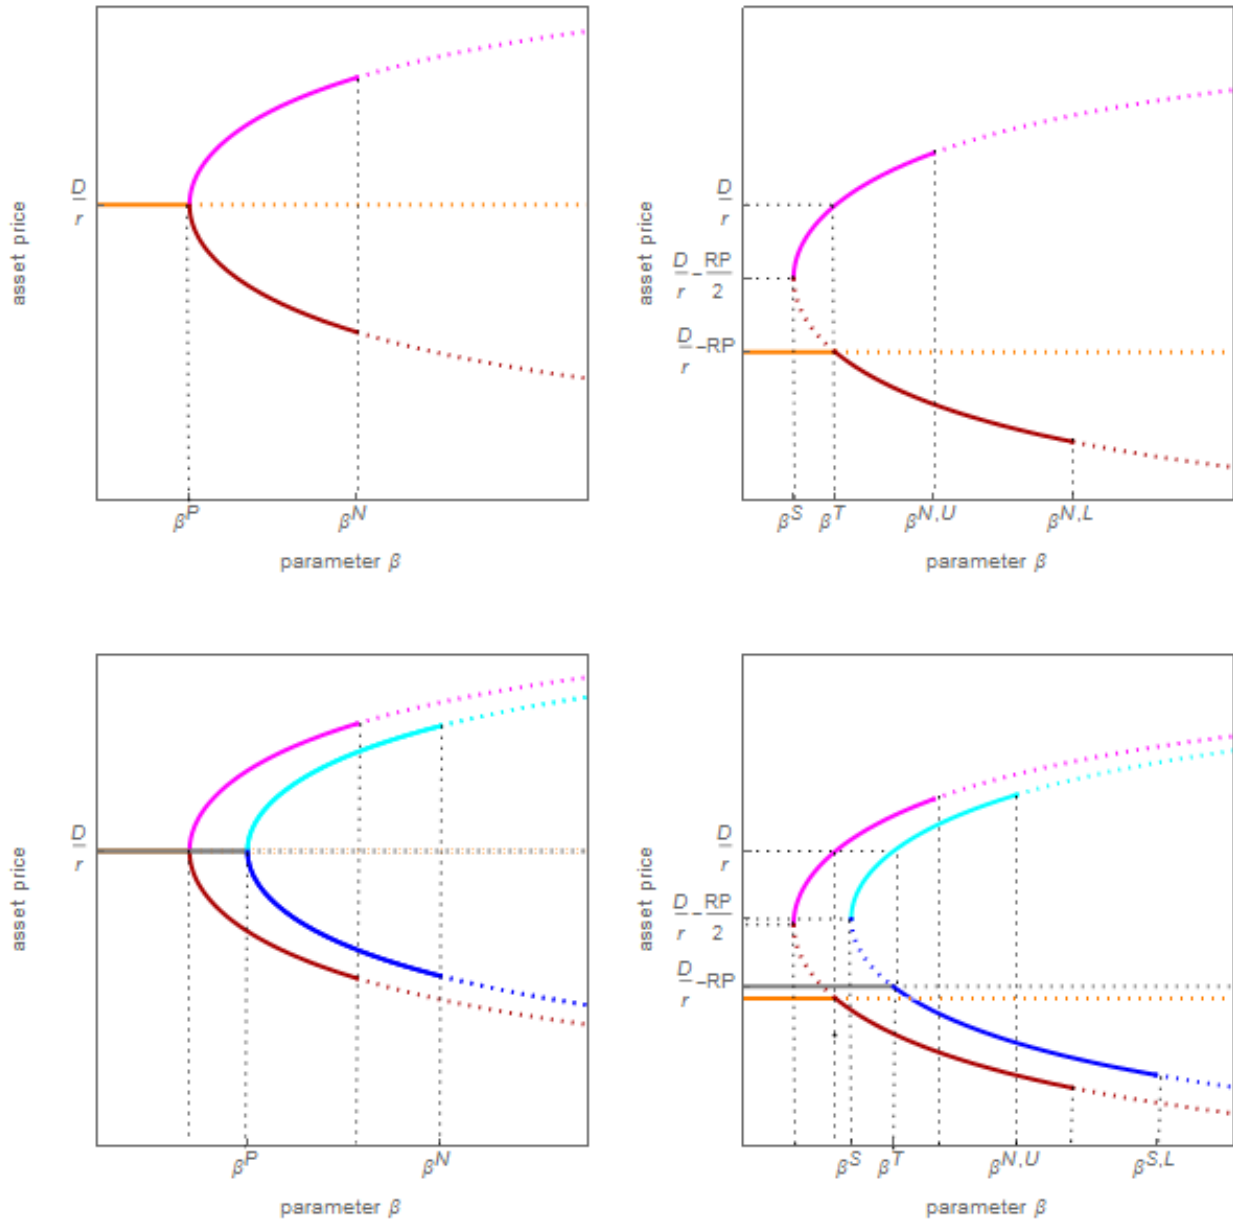 D/r
asset price
β^P
β^N
parameter β
D/r
D/r - RP/2
D/r -RP
asset price
β^S
β^T
β^N,U
β^N,L
parameter β
D/r
asset price
β^P
β^N
parameter β
D/r
D/r - RP/2
D/r -RP
asset price
β^S
β^T
β^N,U
β^S,L
parameter β